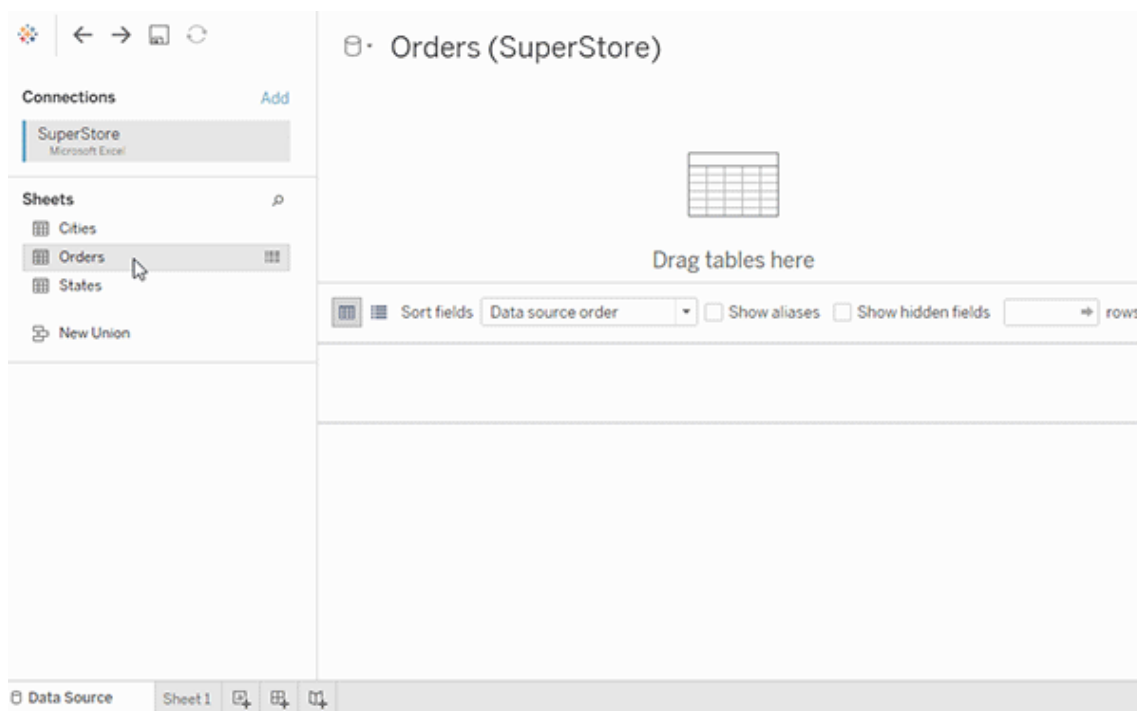 Orders (SuperStore)
Connections
Add
SuperStore
Microsoft Excel
Sheets
Cities
Orders
States
New Union
Drag tables here
Sort fields Data source order Show aliases Show hidden fields rows
Data Source Sheet 1